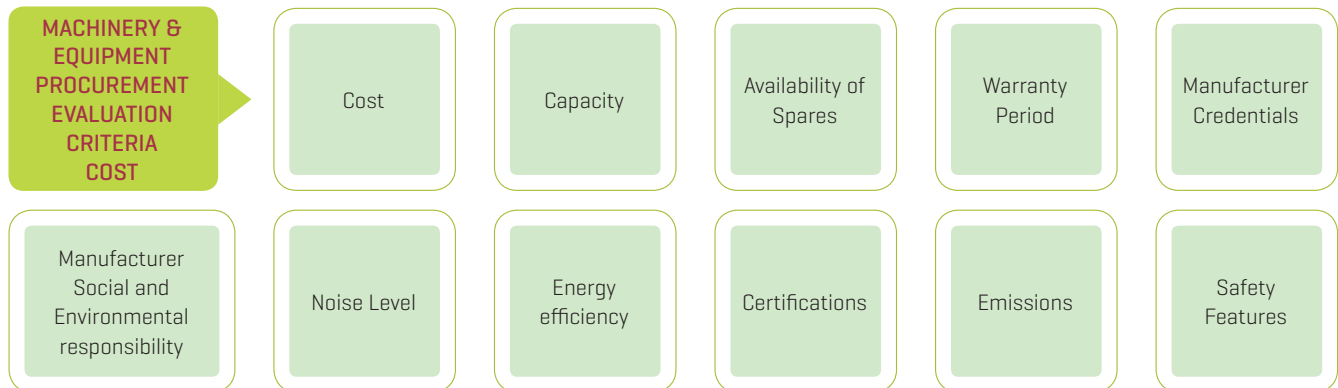 MACHINERY &
EQUIPMENT
PROCUREMENT
EVALUATION
CRITERIA
COST
Cost
Capacity
Availability of
Spares
Warranty
Period
Manufacturer
Credentials
Manufacturer
Social and
Environmental
responsibility
Noise Level
Energy
efficiency
Certifications
Emissions
Safety
Features